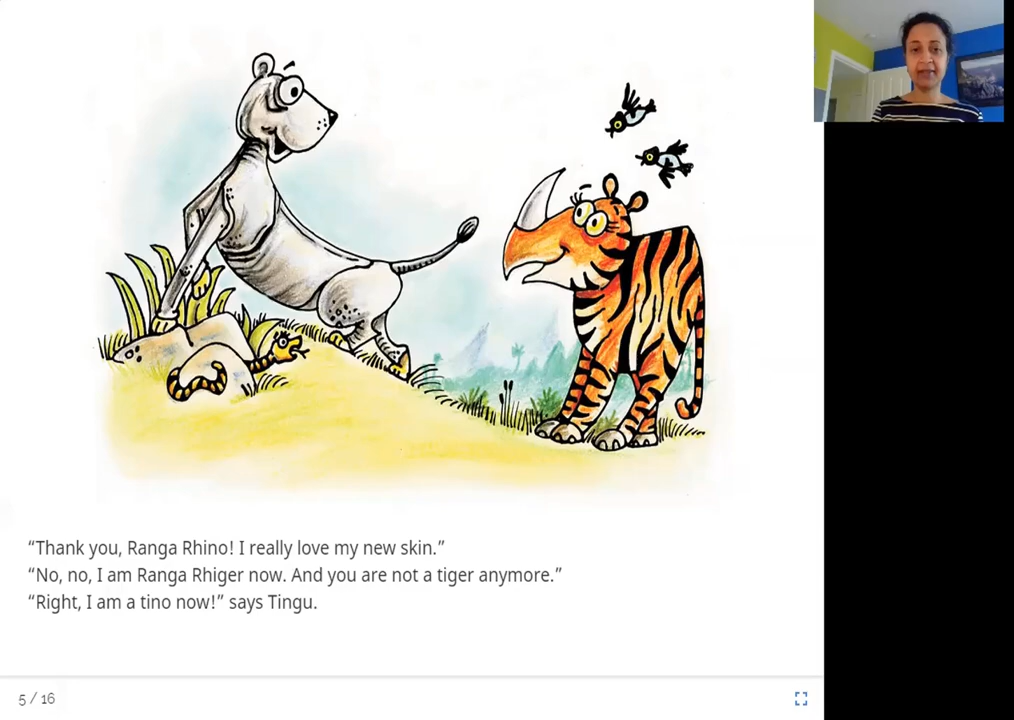 “Thank you, Ranga Rhino! I really love my new skin.”
“No, no, I am Ranga Rhiger now. And you are not a tiger anymore.”
“Right, I am a tino now!” says Tingu.
5 / 16